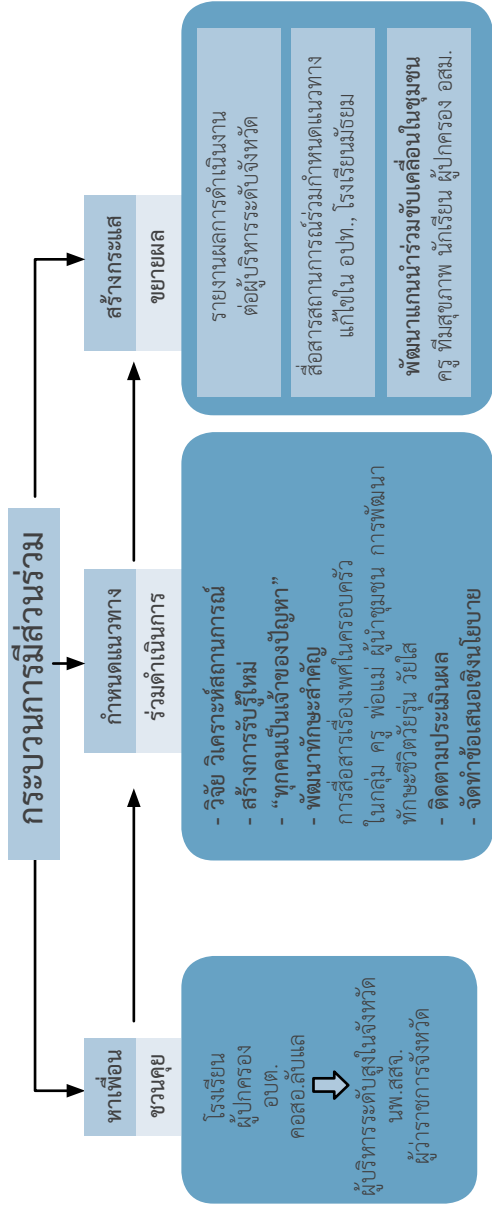 กระบวนการมีส่วนร่วม
หาเพื่อน
ชวนคุย
โรงเรียน
ผู้ปกครอง
อบต.
คอสอ.ลับแล
ผู้บริหารระดับสูงในจังหวัด
นพ.สสจ.
ผู้ว่าราชการจังหวัด
กำหนดแนวทาง
ร่วมดำเนินการ
- วิจัย วิเคราะห์สถานการณ์
- สร้างการรับรู้ใหม่
- “ทุกคนเป็นเจ้าของปัญหา”
- พัฒนาทักษะสำคัญ
การสื่อสารเรื่องเพศในครอบครัว
ในกลุ่ม ครู พ่อแม่ ผู้นำชุมชน การพัฒนา
ทักษะชีวิตวัยรุ่น วัยใส
- ติดตามประเมินผล
- จัดทำข้อเสนอเชิงนโยบาย
สร้างกระแส
ขยายผล
รายงานผลการดำเนินงาน
ต่อผู้บริหารระดับจังหวัด
สื่อสารสถานการณ์ร่วมกำหนดแนวทาง
แก้ไขใน อปท., โรงเรียนมัธยม
พัฒนาแกนนำร่วมขับเคลื่อนในชุมชน
ครู ทีมสุขภาพ นักเรียน ผู้ปกครอง อสม.